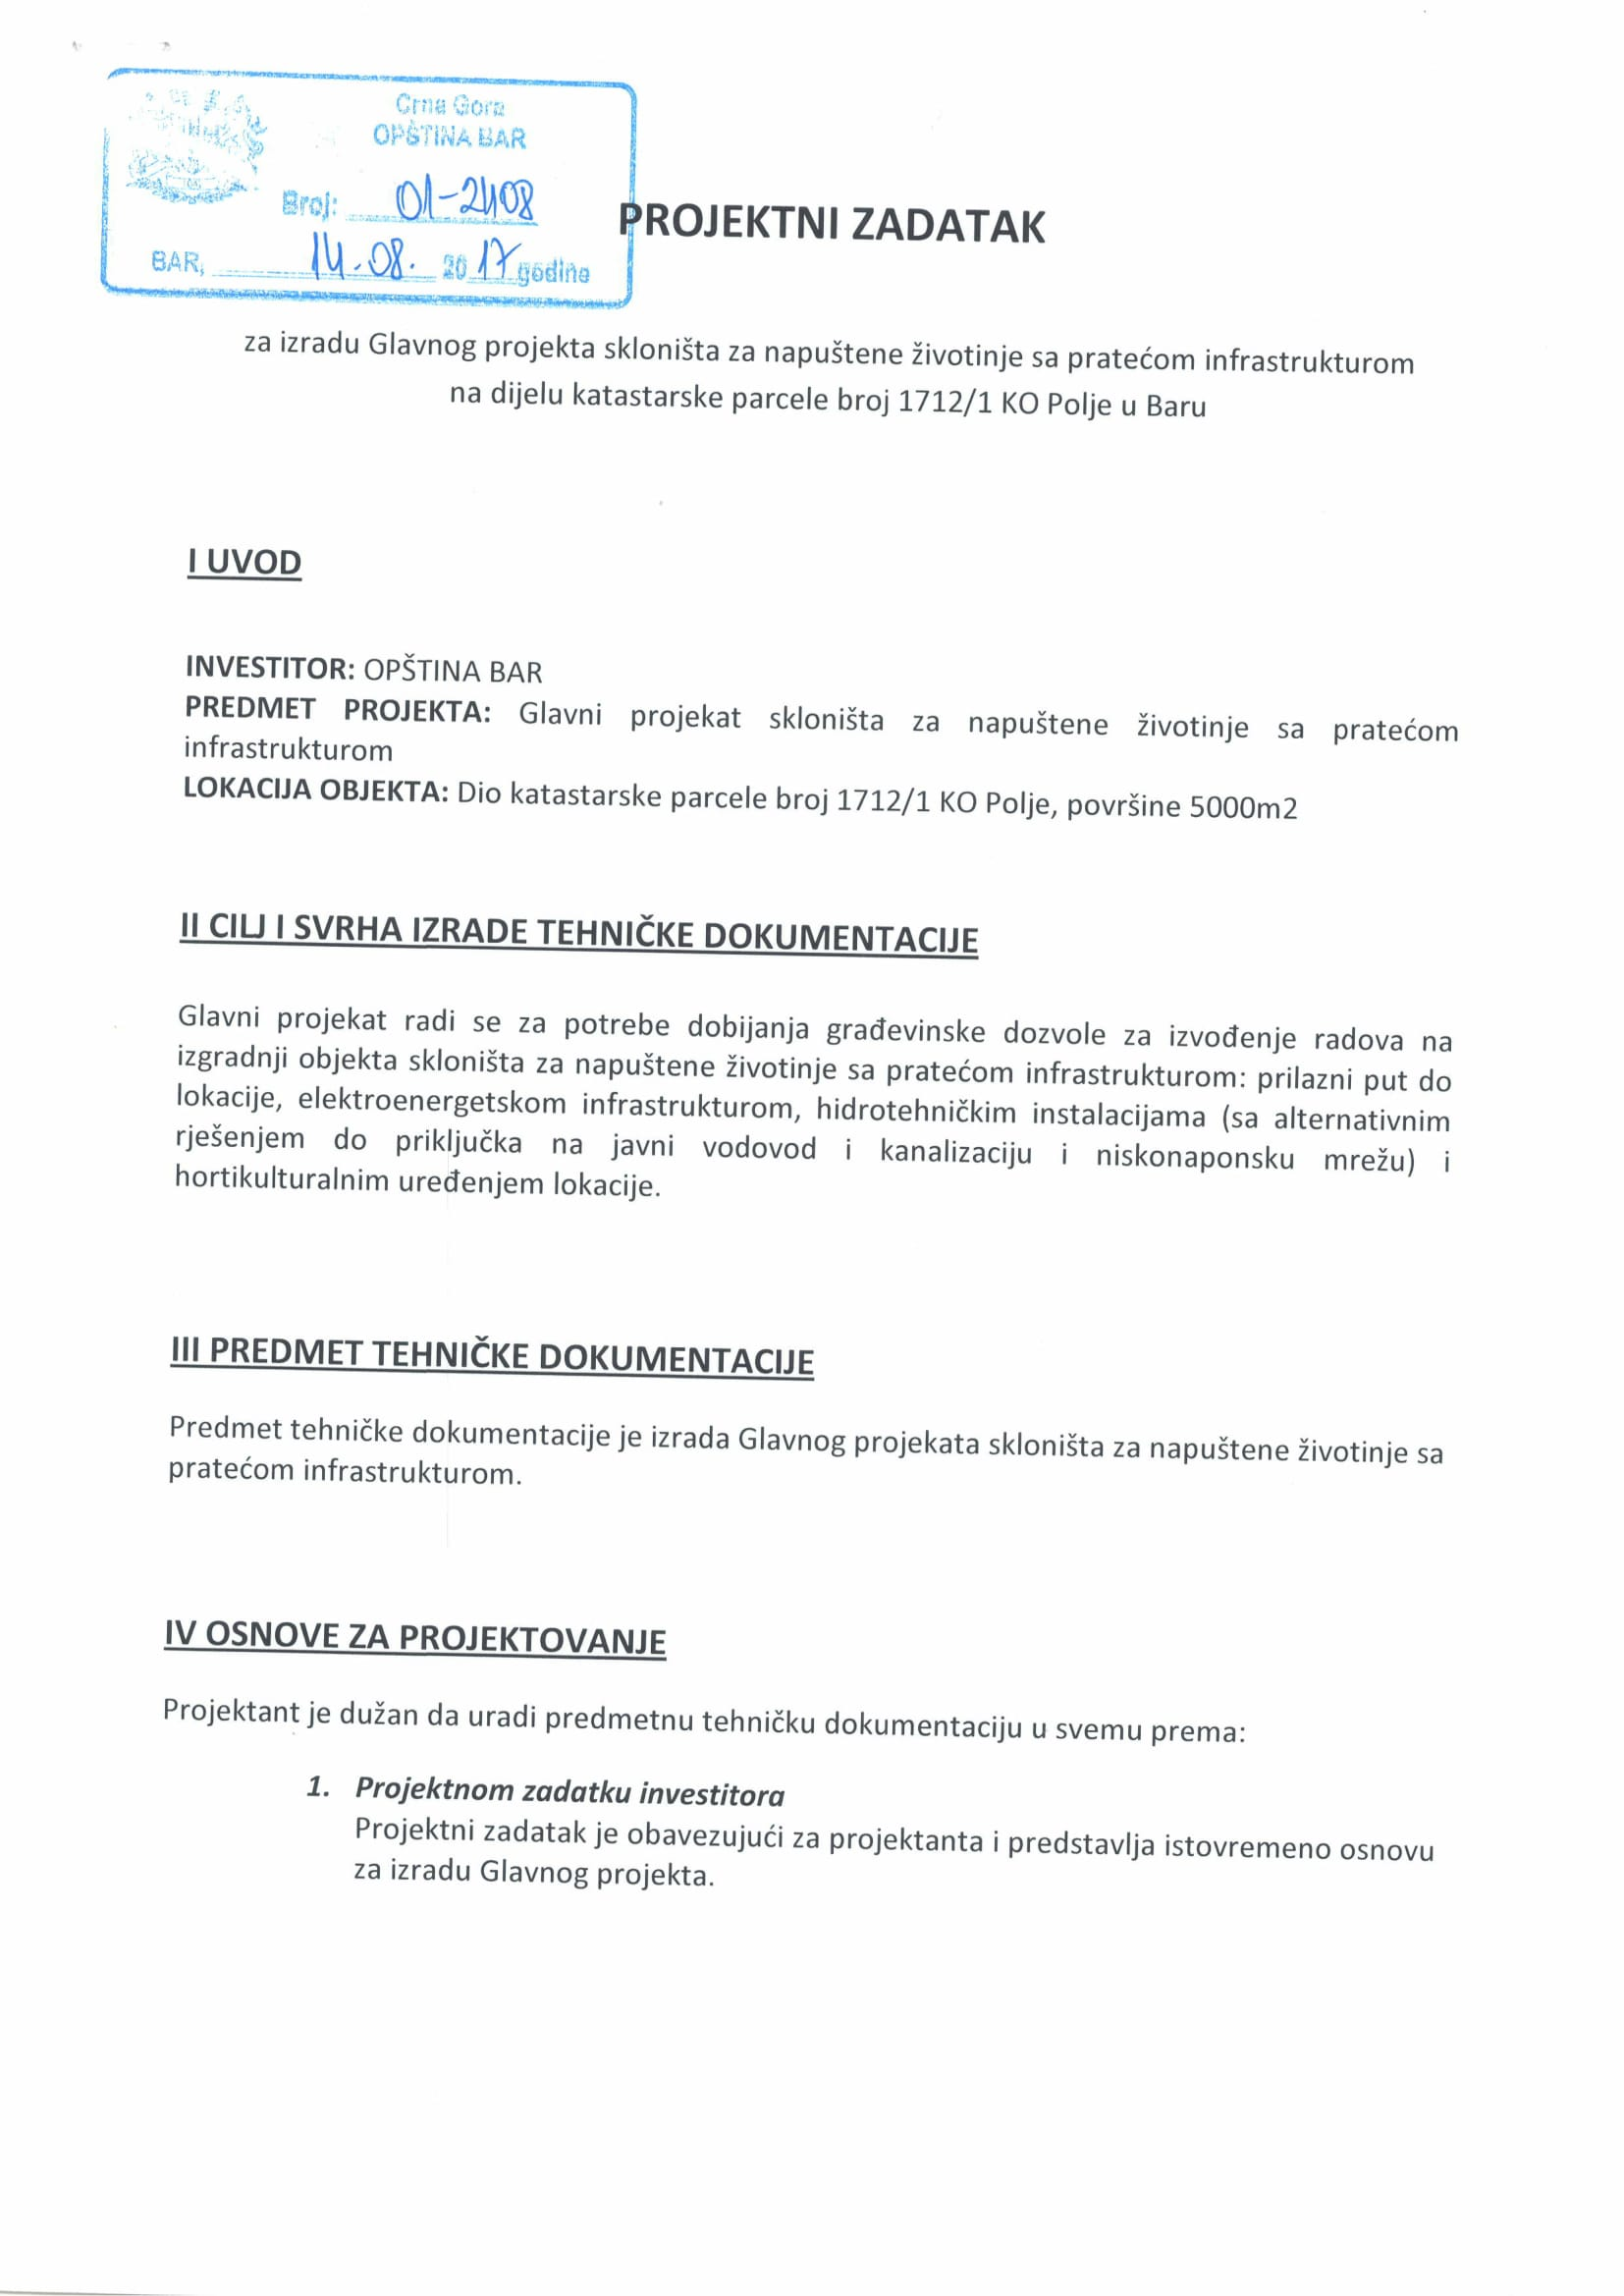 Crna Gora
OPŠTINA BAR
Broj: 01-2408
BAR, 14.08. 2017 godine
PROJEKTNI ZADATAK
za izradu Glavnog projekta skloništa za napuštene životinje sa pratećom infrastrukturom
na dijelu katastarske parcele broj 1712/1 KO Polje u Baru
I UVOD
INVESTITOR: OPŠTINA BAR
PREDMET PROJEKTA: Glavni projekat skloništa za napuštene životinje sa pratećom
infrastrukturom
LOKACIJA OBJEKTA: Dio katastarske parcele broj 1712/1 KO Polje, površine 5000m2
II CILJ I SVRHA IZRADE TEHNIČKE DOKUMENTACIJE
Glavni projekat radi se za potrebe dobijanja građevinske dozvole za izvođenje radova na
izgradnji objekta skloništa za napuštene životinje sa pratećom infrastrukturom: prilazni put do
lokacije, elektroenergetskom infrastrukturom, hidrotehničkim instalacijama (sa alternativnim
rješenjem do priključka na javni vodovod i kanalizaciju i niskonaponsku mrežu) i
hortikulturalnim uređenjem lokacije.
III PREDMET TEHNIČKE DOKUMENTACIJE
Predmet tehničke dokumentacije je izrada Glavnog projekata skloništa za napuštene životinje sa
pratećom infrastrukturom.
IV OSNOVE ZA PROJEKTOVANJE
Projektant je dužan da uradi predmetnu tehničku dokumentaciju u svemu prema:
1. Projektnom zadatku investitora
Projektni zadatak je obavezujući za projektanta i predstavlja istovremeno osnovu
za izradu Glavnog projekta.